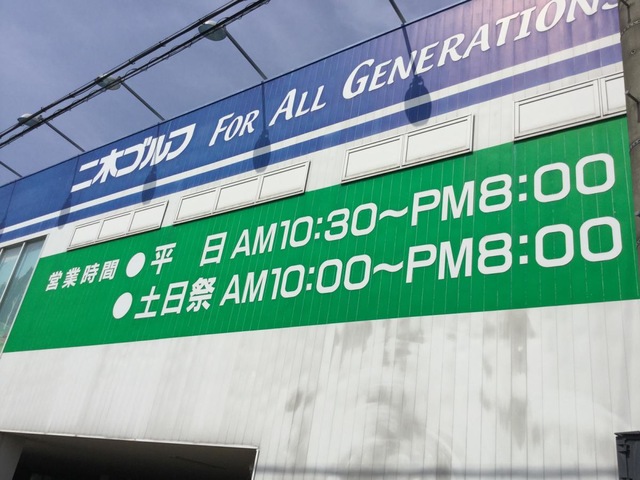 二木ゴルフ FOR ALL GENERATIONS
営業時間 ●平 日 AM10:30～PM8:00
●土日祭 AM10:00～PM8:00